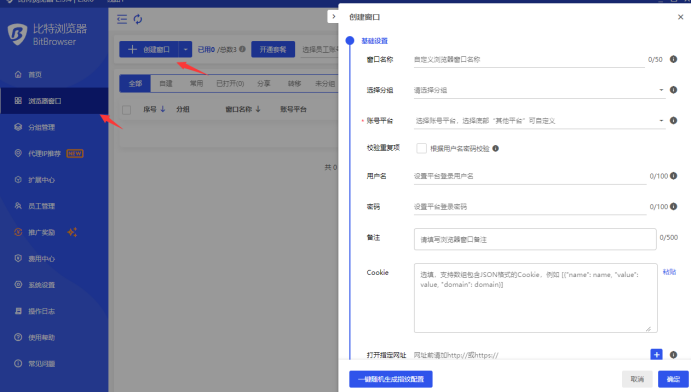 比特浏览器
BitBrowser
首页
浏览器窗口
分组管理
代理IP推荐 NEW
扩展中心
员工管理
推广奖励
费用中心
系统设置
操作日志
使用帮助
常见问题
创建窗口
已用0 /总数3
开通套餐
选择员工账
全部 自建 常用 已打开(0) 分享 转移 未分组
序号 分组 窗口名称 账号平台
共 0
创建窗口
基础设置
窗口名称 自定义浏览器窗口名称 0/50
选择分组 请选择分组
* 账号平台 选择账号平台，选择底部“其他平台”可自定义
校验重复项 根据用户名密码校验
用户名 设置平台登录用户名 0/100
密码 设置平台登录密码 0/100
备注 请填写浏览器窗口备注 0/500
Cookie 选填，支持数组包含JSON格式的Cookie，例如 [{"name": name, "value": 粘贴
value, "domain": domain}]
打开指定网址 网址前请加http://或https://
一键随机生成指纹配置 取消 确定